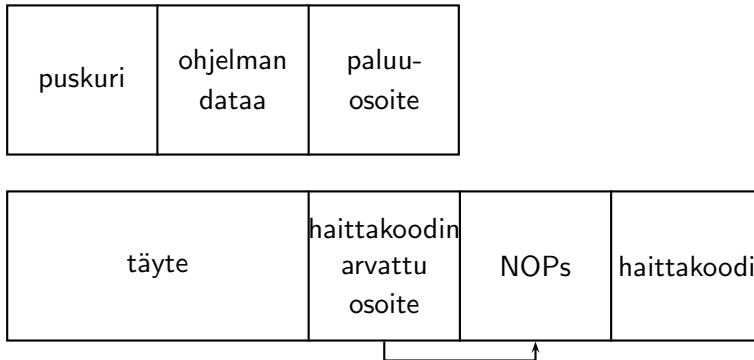 puskuri
ohjelman
dataa
paluu-
osoite
täyte
haittakoodin
arvattu
osoite
NOPs
haittakoodi